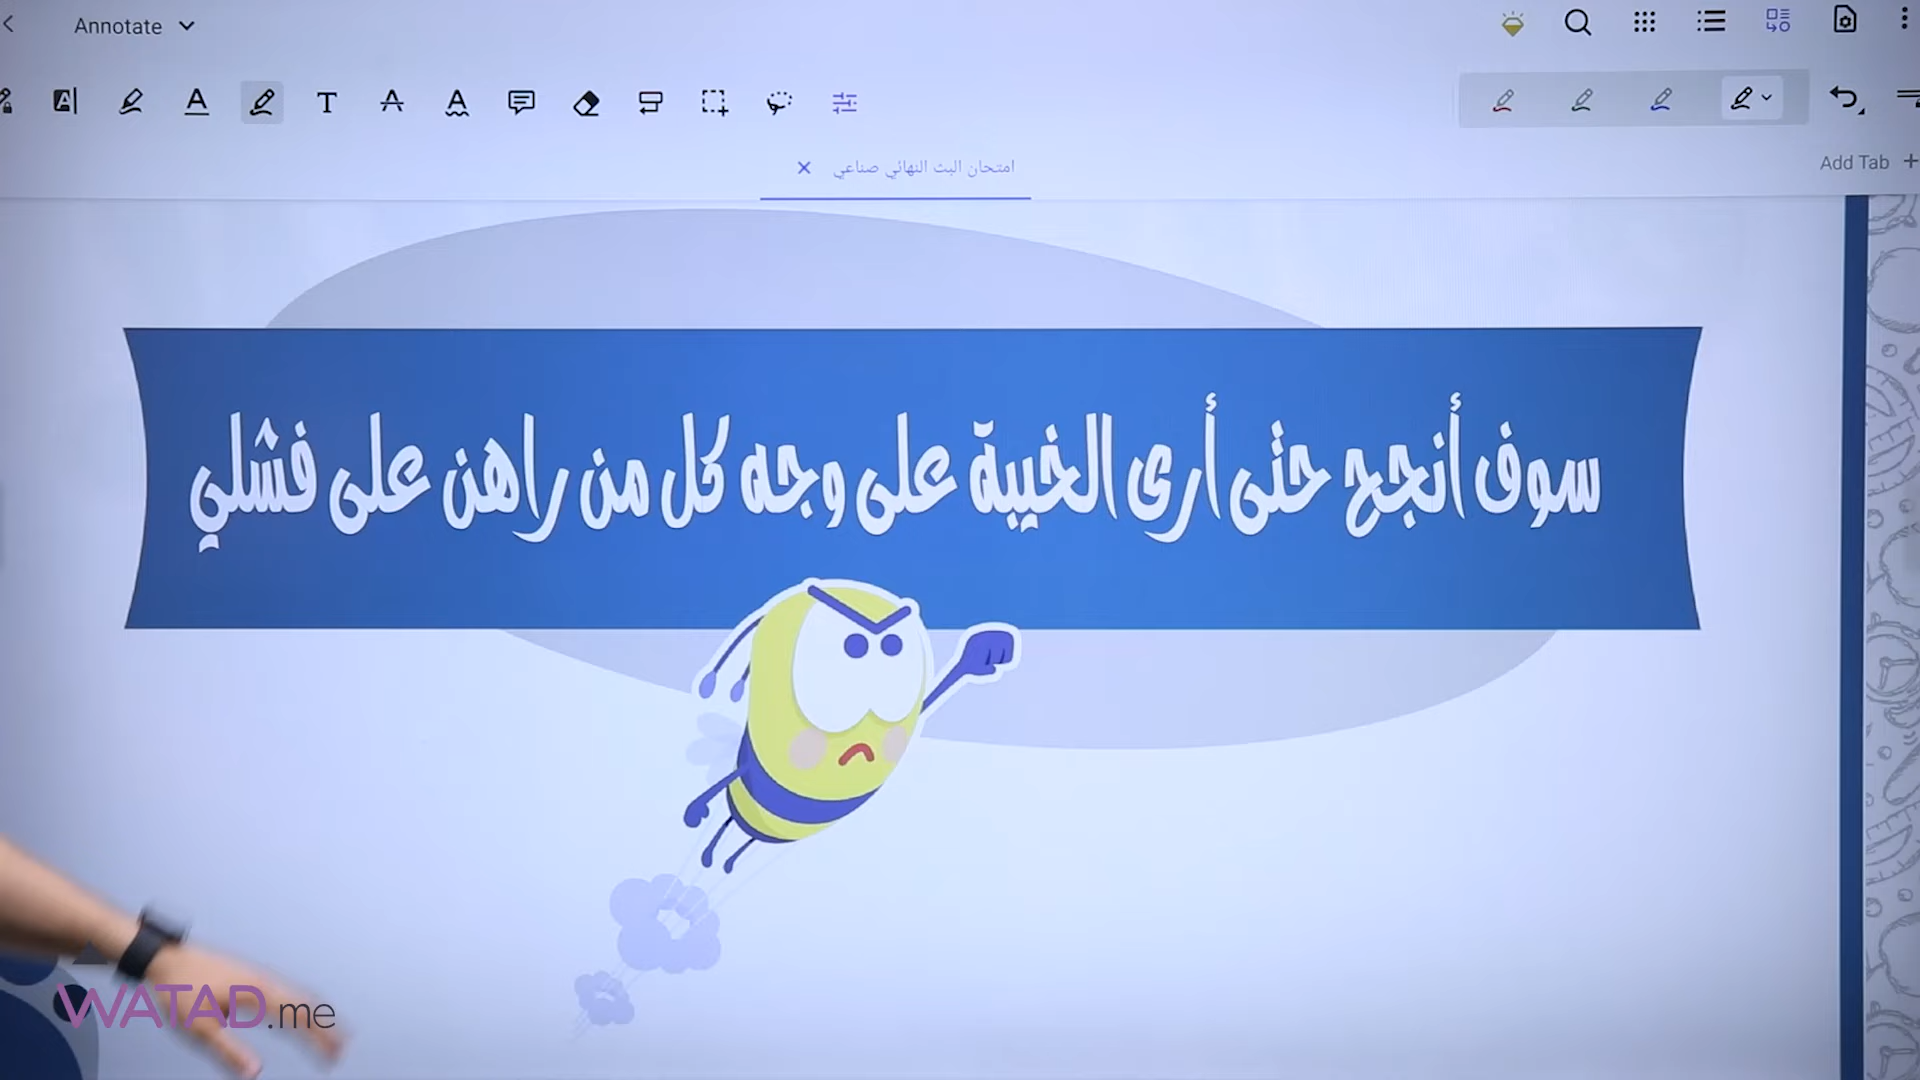 Annotate
امتحان البث النهائي صناعي
Add Tab
سوف أنجح حتى أرى الخيبة على وجه كل من راهن على فشلي
WATAD.me